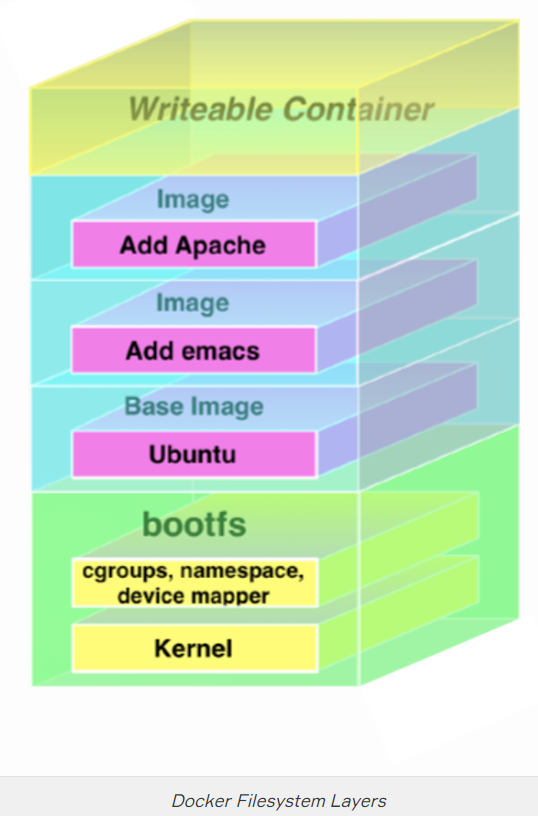 Writeable Container
Image
Add Apache
Image
Add emacs
Base Image
Ubuntu
bootfs
cgroups, namespace,
device mapper
Kernel
Docker Filesystem Layers